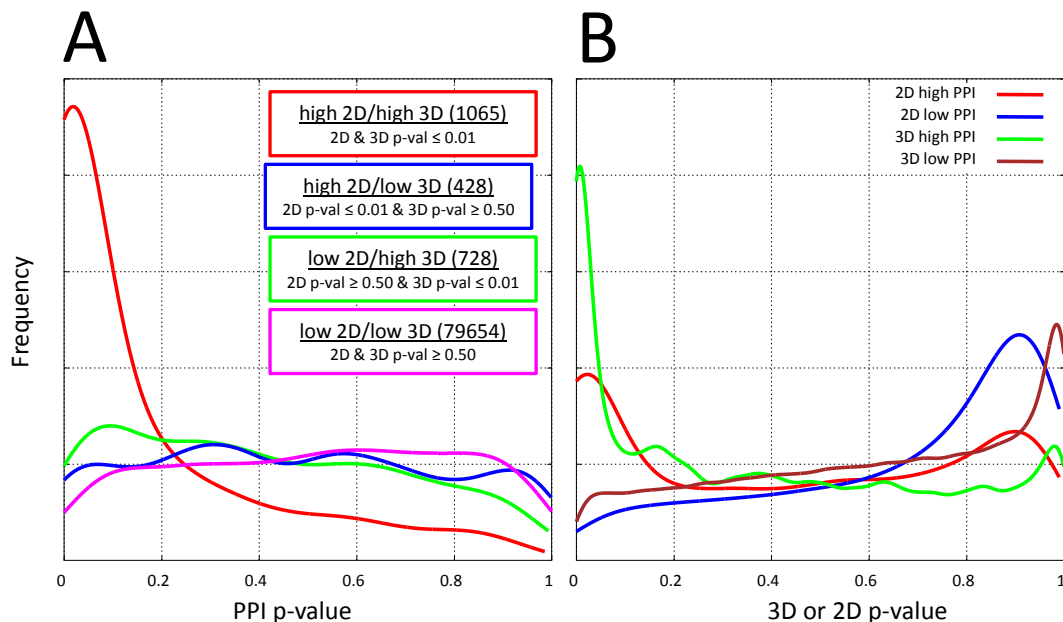 A
high 2D/high 3D (1065)
2D & 3D p-val ≤ 0.01
high 2D/low 3D (428)
2D p-val ≤ 0.01 & 3D p-val ≥ 0.50
low 2D/high 3D (728)
2D p-val ≥ 0.50 & 3D p-val ≤ 0.01
low 2D/low 3D (79654)
2D & 3D p-val ≥ 0.50
Frequency
0 0.2 0.4 0.6 0.8 1
PPI p-value
B
2D high PPI
2D low PPI
3D high PPI
3D low PPI
0 0.2 0.4 0.6 0.8 1
3D or 2D p-value